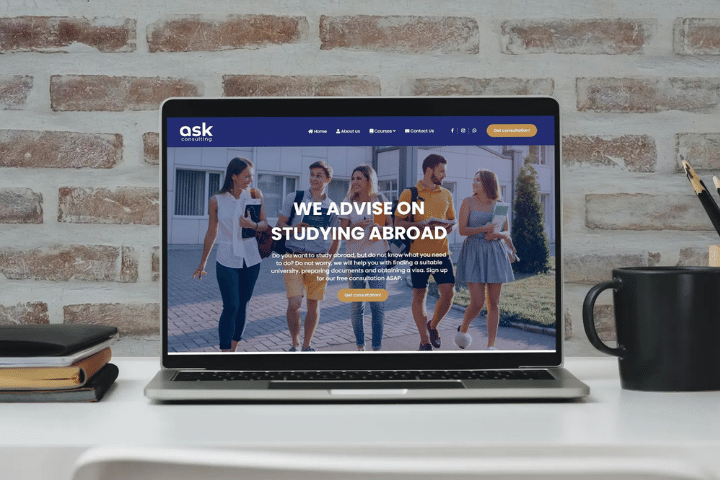 ask
consulting
Home About us Courses Contact Us Get consultation!
WE ADVISE ON
STUDYING ABROAD
Do you want to study abroad, but do not know what you need
to do? Do not worry, we will help you with finding a suitable
university, preparing documents and obtaining a visa. Sign up
for our free consultation ASAP.
Get consultation!